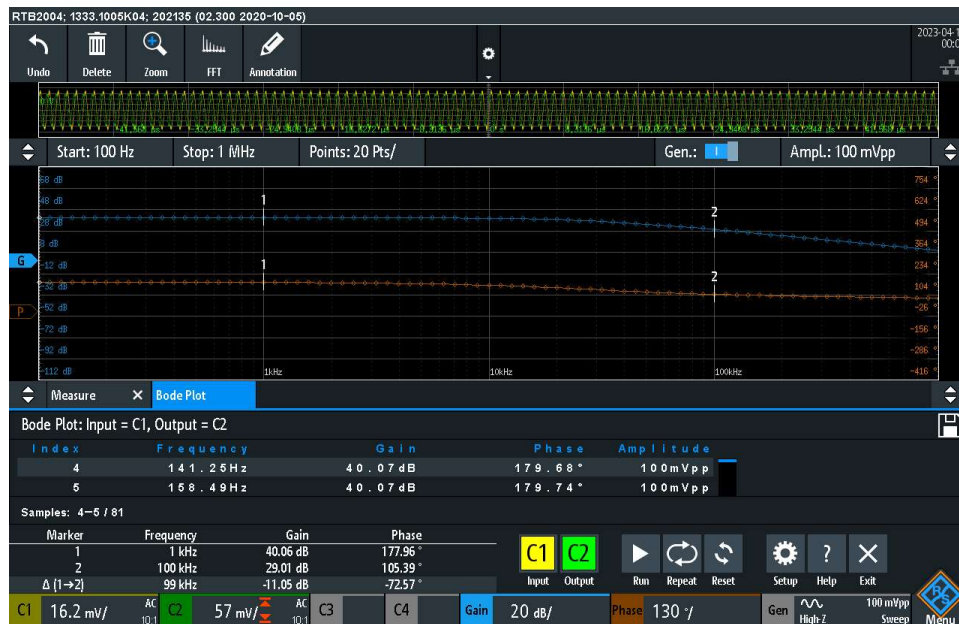 RTB2004; 1333.1005K04; 202135 (02.300 2020-10-05)
2023-04-1
00:0
Undo Delete Zoom FFT Annotation
Start: 100 Hz Stop: 1 MHz Points: 20 Pts/ Gen.: Ampl.: 100 mVpp
68 dB 754 °
48 dB 1 624 °
28 dB 2 494 °
8 dB 364 °
G -12 dB 1 234 °
-32 dB 2 104 °
P -52 dB -26 °
-72 dB -156 °
-92 dB -286 °
-112 dB 1kHz 10kHz 100kHz -416 °
Measure Bode Plot
Bode Plot: Input = C1, Output = C2
Index Frequency Gain Phase Amplitude
4 141.25Hz 40.07dB 179.68° 100mVpp
5 158.49Hz 40.07dB 179.74° 100mVpp
Samples: 4-5 / 81
Marker Frequency Gain Phase
1 1 kHz 40.06 dB 177.96 °
2 100 kHz 29.01 dB 105.39 °
Δ (1→2) 99 kHz -11.05 dB -72.57 °
C1 C2 ?
Input Output Run Repeat Reset Setup Help Exit
C1 16.2 mV/ AC 10:1 C2 57 mV/ AC 10:1 C3 C4 Gain 20 dB/ Phase 130 °/ Gen High-Z 100 mVpp Sweep Menu